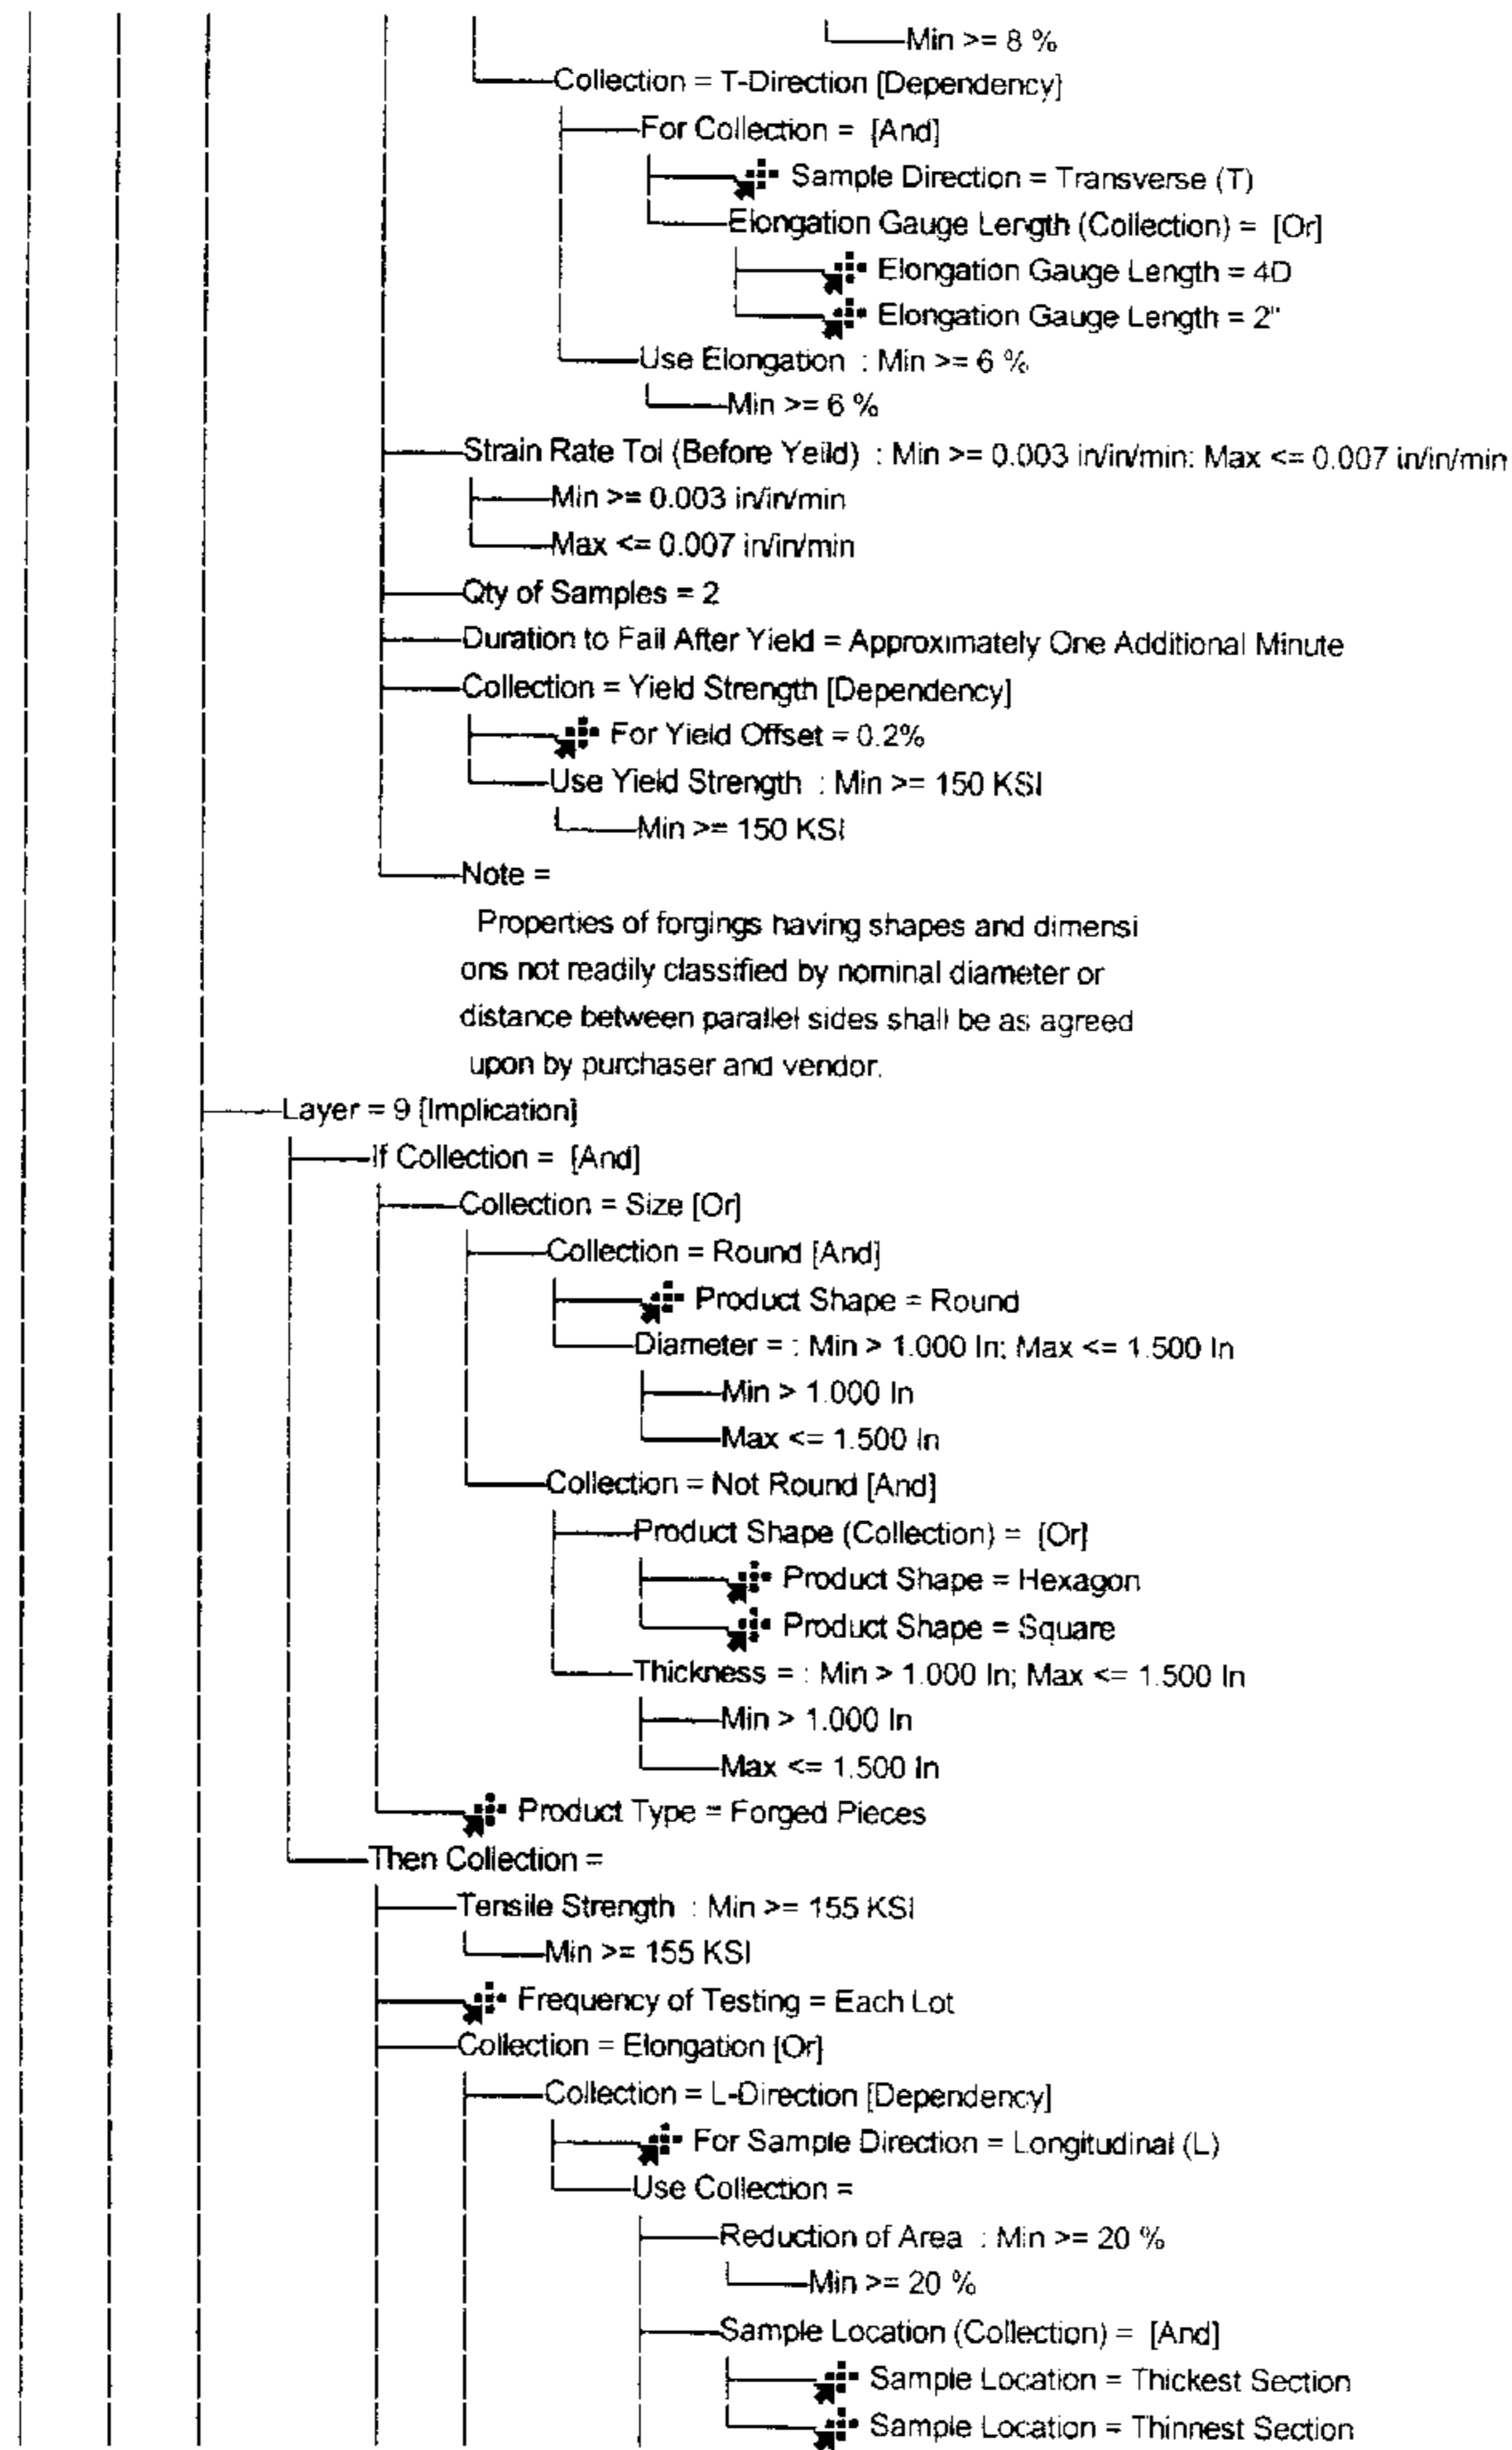 Min >= 8 %
Collection = T-Direction [Dependency]
For Collection = [And]
Sample Direction = Transverse (T)
Elongation Gauge Length (Collection) = [Or]
Elongation Gauge Length = 4D
Elongation Gauge Length = 2"
Use Elongation : Min >= 6 %
Min >= 6 %
Strain Rate Tol (Before Yeild) : Min >= 0.003 in/in/min: Max <= 0.007 in/in/min
Min >= 0.003 in/in/min
Max <= 0.007 in/in/min
Qty of Samples = 2
Duration to Fail After Yield = Approximately One Additional Minute
Collection = Yield Strength [Dependency]
For Yield Offset = 0.2%
Use Yield Strength : Min >= 150 KSI
Min >= 150 KSI
Note =
Properties of forgings having shapes and dimensi
ons not readily classified by nominal diameter or
distance between parallel sides shall be as agreed
upon by purchaser and vendor.
Layer = 9 [Implication]
If Collection = [And]
Collection = Size [Or]
Collection = Round [And]
Product Shape = Round
Diameter = : Min > 1.000 In; Max <= 1.500 In
Min > 1.000 In
Max <= 1.500 In
Collection = Not Round [And]
Product Shape (Collection) = [Or]
Product Shape = Hexagon
Product Shape = Square
Thickness = : Min > 1.000 In; Max <= 1.500 In
Min > 1.000 In
Max <= 1.500 In
Product Type = Forged Pieces
Then Collection =
Tensile Strength : Min >= 155 KSI
Min >= 155 KSI
Frequency of Testing = Each Lot
Collection = Elongation [Or]
Collection = L-Direction [Dependency]
For Sample Direction = Longitudinal (L)
Use Collection =
Reduction of Area : Min >= 20 %
Min >= 20 %
Sample Location (Collection) = [And]
Sample Location = Thickest Section
Sample Location = Thinnest Section